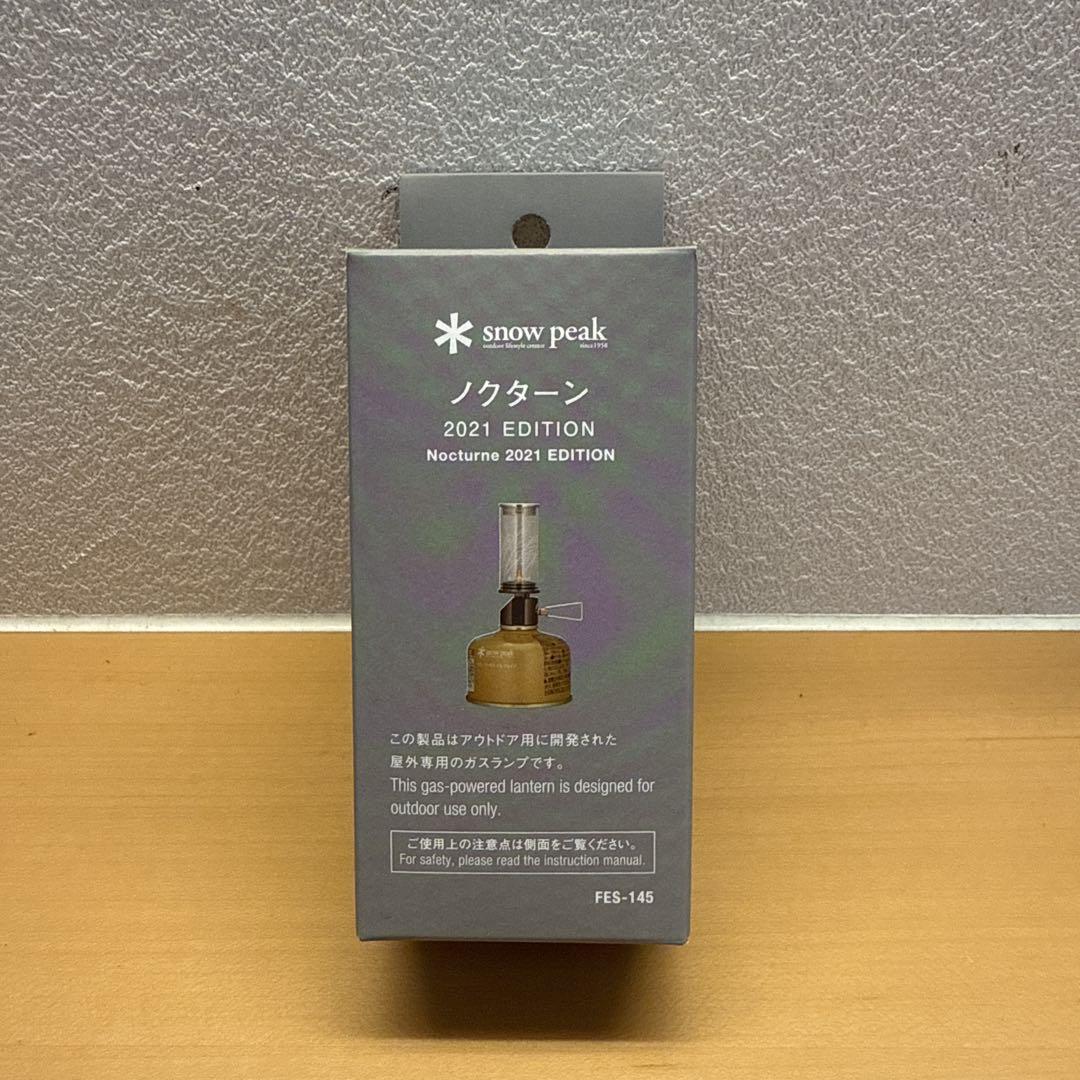 snow peak
outdoor lifestyle creator since1958
ノクターン
2021 EDITION
Nocturne 2021 EDITION
snow peak
この製品はアウトドア用に開発された
屋外専用のガスランプです。
This gas-powered lantern is designed for
outdoor use only.
ご使用上の注意点は側面をご覧ください。
For safety, please read the instruction manual.
FES-145